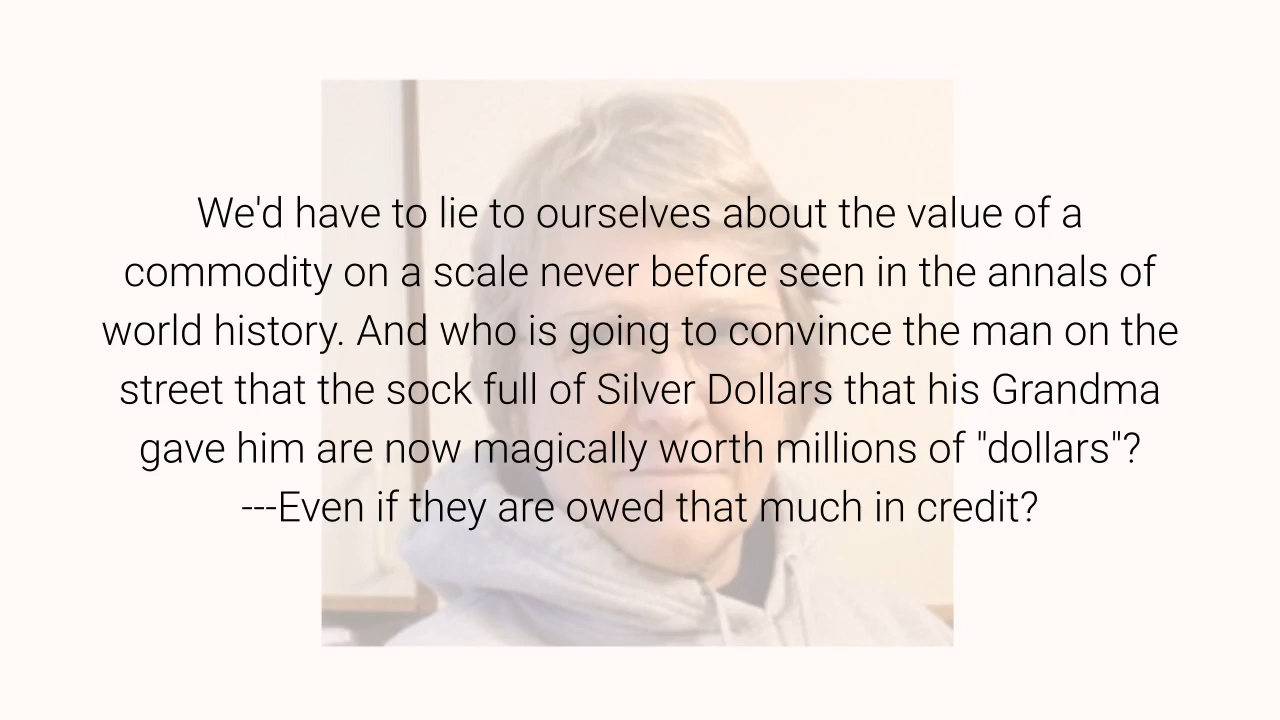 We'd have to lie to ourselves about the value of a
commodity on a scale never before seen in the annals of
world history. And who is going to convince the man on the
street that the sock full of Silver Dollars that his Grandma
gave him are now magically worth millions of "dollars"?
---Even if they are owed that much in credit?